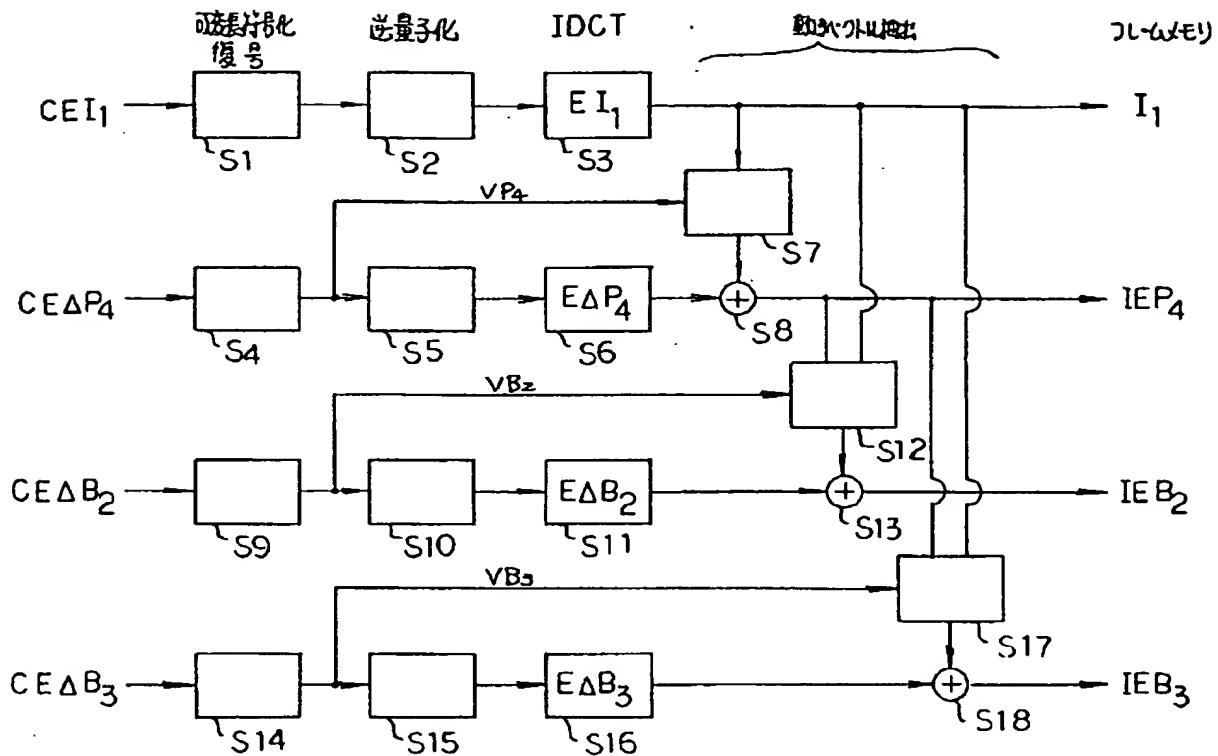 可変長符号化
復号
逆量子化
IDCT
動きベクトル抽出
フレームメモリ
CEI₁
EI₁
I₁
S1
S2
S3
VP₄
S7
CEΔP₄
EΔP₄
IEP₄
S4
S5
S6
S8
VB₂
S12
CEΔB₂
EΔB₂
IEB₂
S9
S10
S11
S13
VB₃
S17
CEΔB₃
EΔB₃
IEB₃
S14
S15
S16
S18